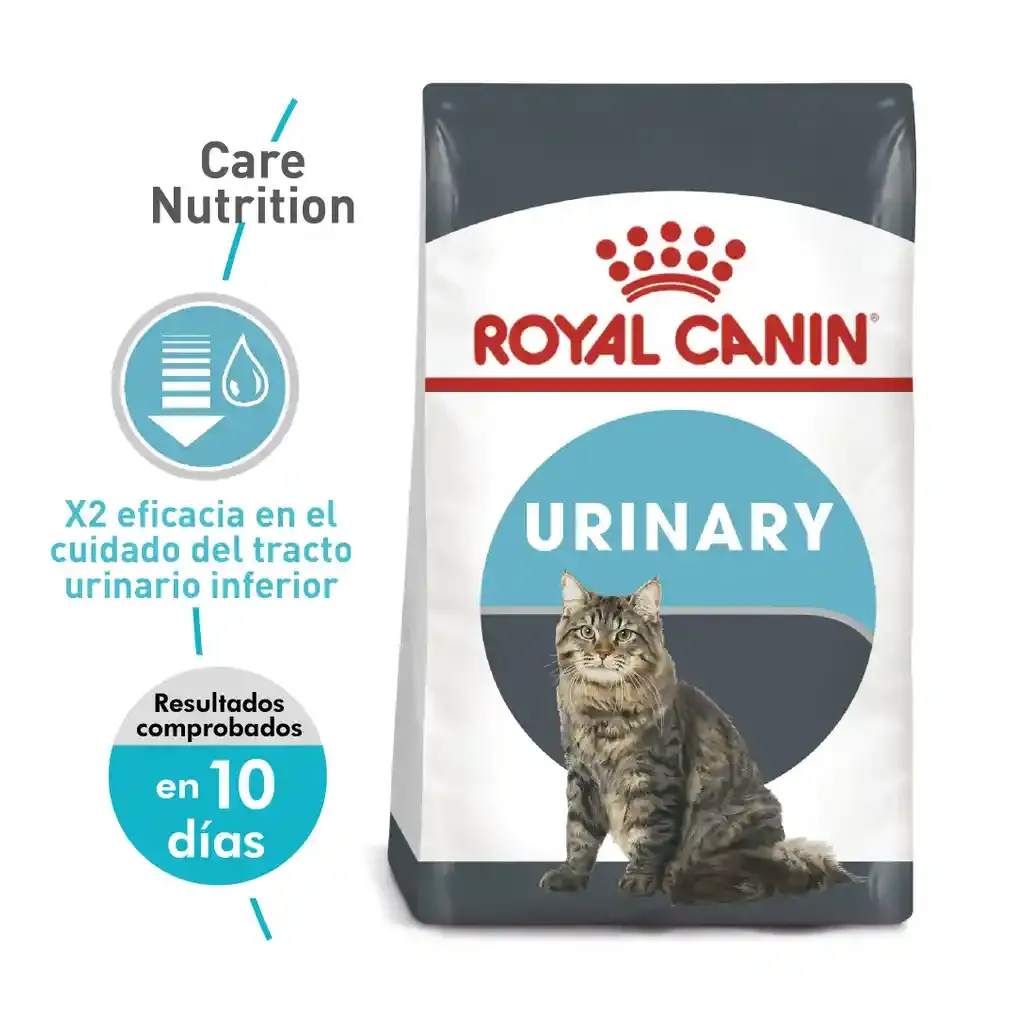 Care
Nutrition
X2 eficacia en el
cuidado del tracto
urinario inferior
Resultados
comprobados
en 10
días
ROYAL CANIN®
URINARY